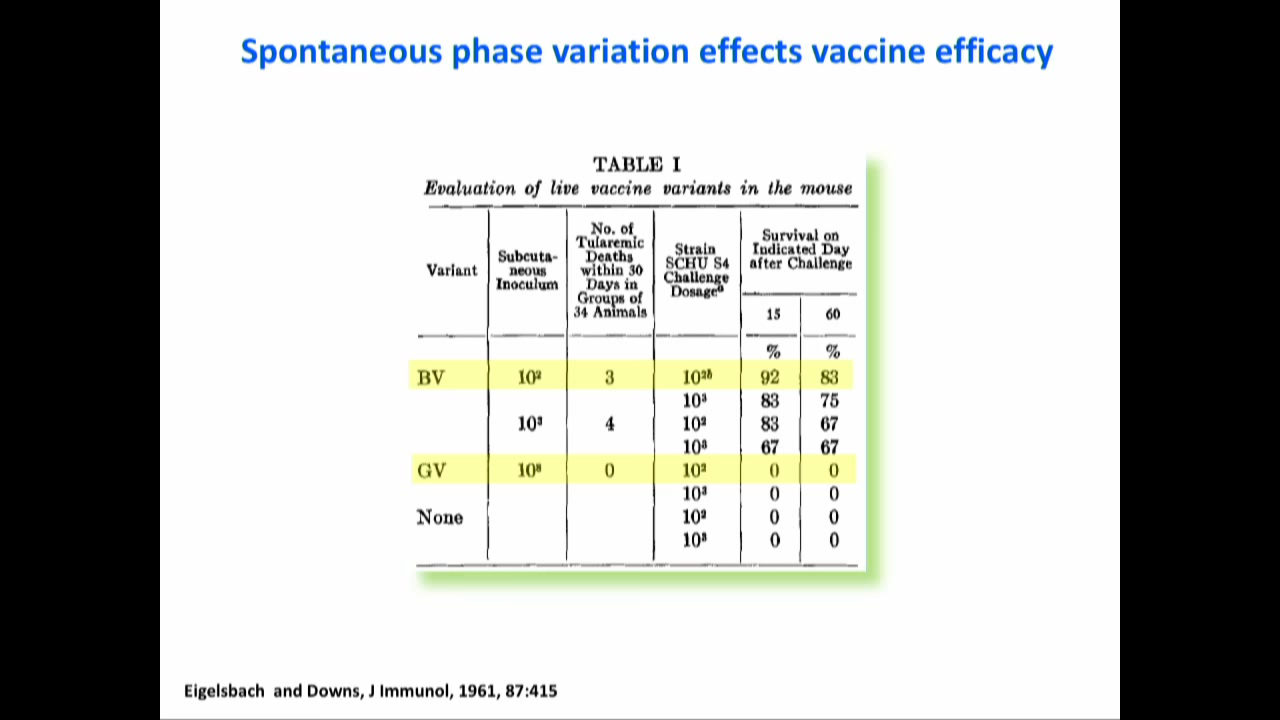 Spontaneous phase variation effects vaccine efficacy
TABLE I
Evaluation of live vaccine variants in the mouse
Variant
Subcuta-
neous
Inoculum
No. of
Tularemic
Deaths
within 30
Days in
Groups of
34 Animals
Strain
SCHU S4
Challenge
Dosageᵃ
Survival on
Indicated Day
after Challenge
15 60
% %
BV 10² 3 10²ᵇ 92 83
10³ 83 75
10³ 4 10² 83 67
10³ 67 67
GV 0 10² 0 0
10³ 0 0
None 10² 0 0
10³ 0 0
Eigelsbach and Downs, J Immunol, 1961, 87:415